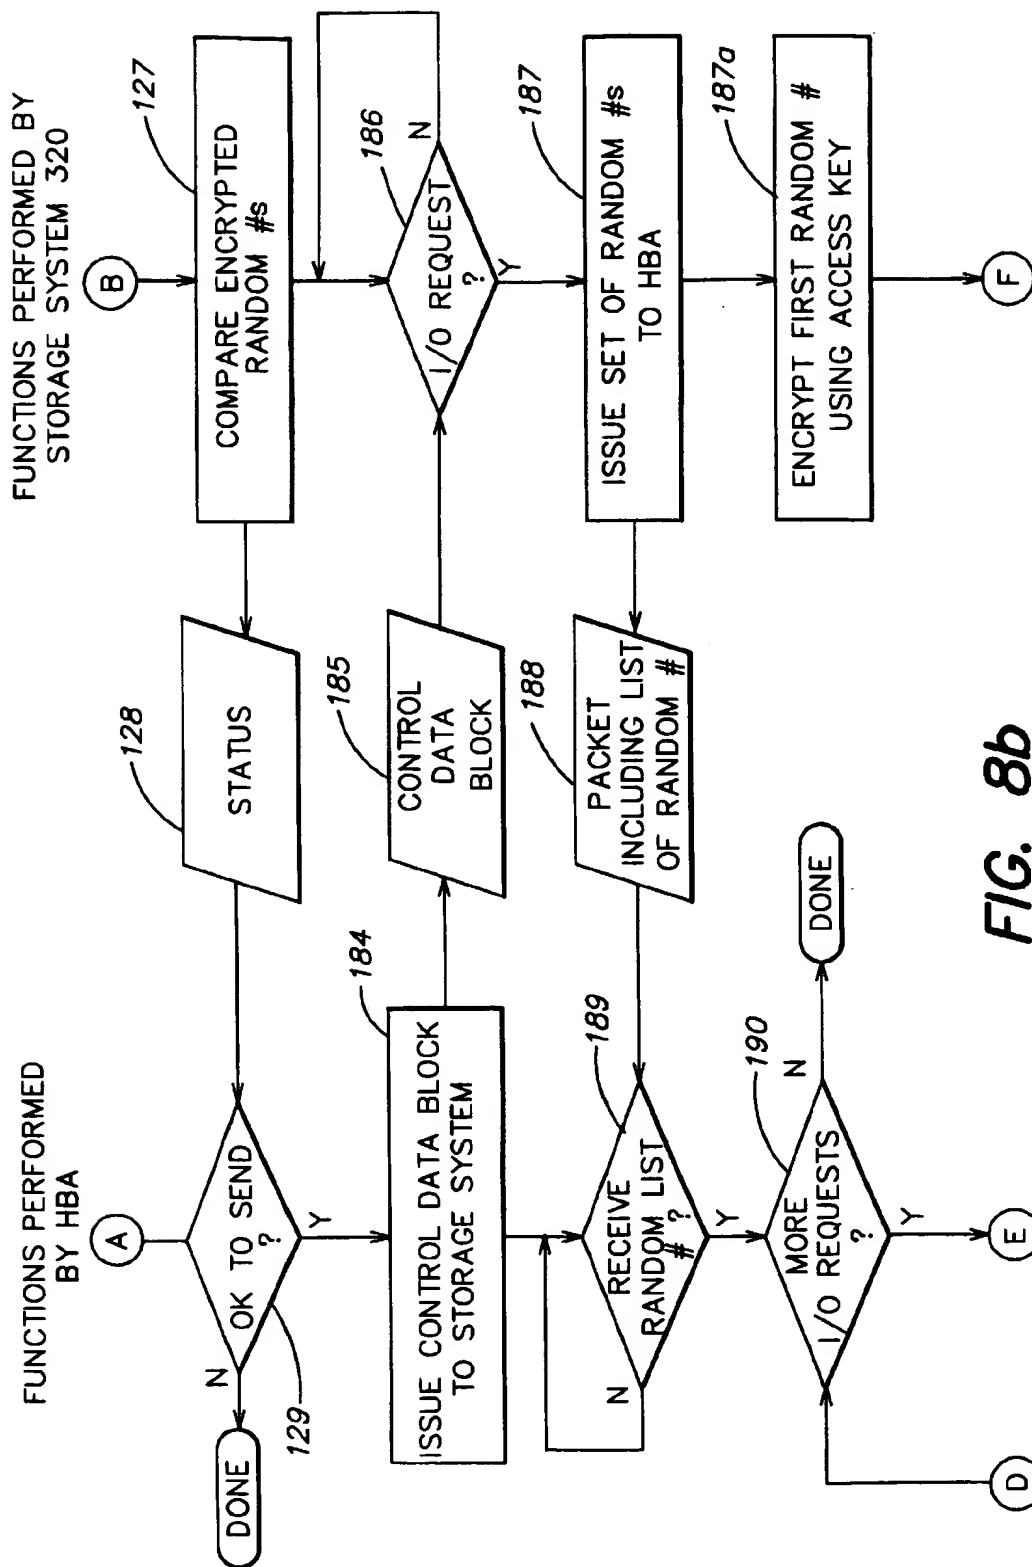 FUNCTIONS PERFORMED
BY HBA
FUNCTIONS PERFORMED BY
STORAGE SYSTEM 320
A
B
COMPARE ENCRYPTED
RANDOM #s
127
STATUS
128
OK TO SEND
?
129
N
Y
DONE
ISSUE CONTROL DATA BLOCK
TO STORAGE SYSTEM
184
CONTROL
DATA
BLOCK
185
I/O REQUEST
?
186
N
Y
ISSUE SET OF RANDOM #s
TO HBA
187
PACKET
INCLUDING LIST
OF RANDOM #
188
RECEIVE
RANDOM LIST
# ?
189
N
Y
ENCRYPT FIRST RANDOM #
USING ACCESS KEY
187a
MORE
I/O REQUESTS
?
190
N
Y
DONE
D
E
F
FIG. 8b